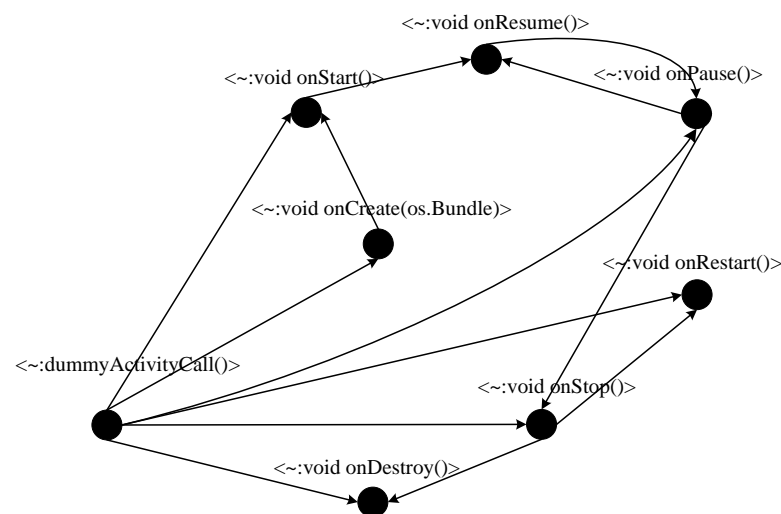 <~:void onResume()>
<~:void onStart()>
<~:void onPause()>
<~:void onCreate(os.Bundle)>
<~:void onRestart()>
<~:dummyActivityCall()>
<~:void onStop()>
<~:void onDestroy()>